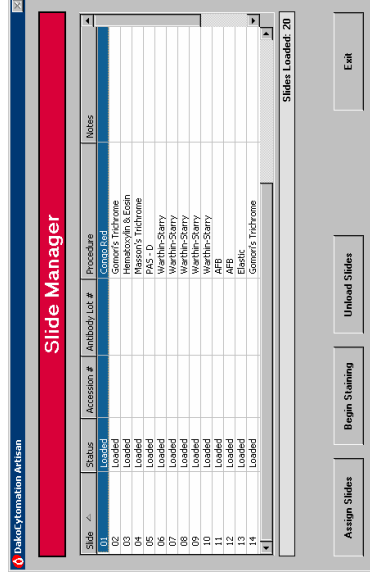 DakoCytomation Artisan
Slide Manager
Slide Status Accession # Antibody Lot # Procedure Notes
01 Loaded Congo Red
02 Loaded Gomori's Trichrome
03 Loaded Hematoxylin & Eosin
04 Loaded Masson's Trichrome
05 Loaded PAS - D
06 Loaded Warthin-Starry
07 Loaded Warthin-Starry
08 Loaded Warthin-Starry
09 Loaded Warthin-Starry
10 Loaded Warthin-Starry
11 Loaded AFB
12 Loaded AFB
13 Loaded Elastic
14 Loaded Gomori's Trichrome
Slides Loaded: 20
Assign Slides Begin Staining Unload Slides Exit